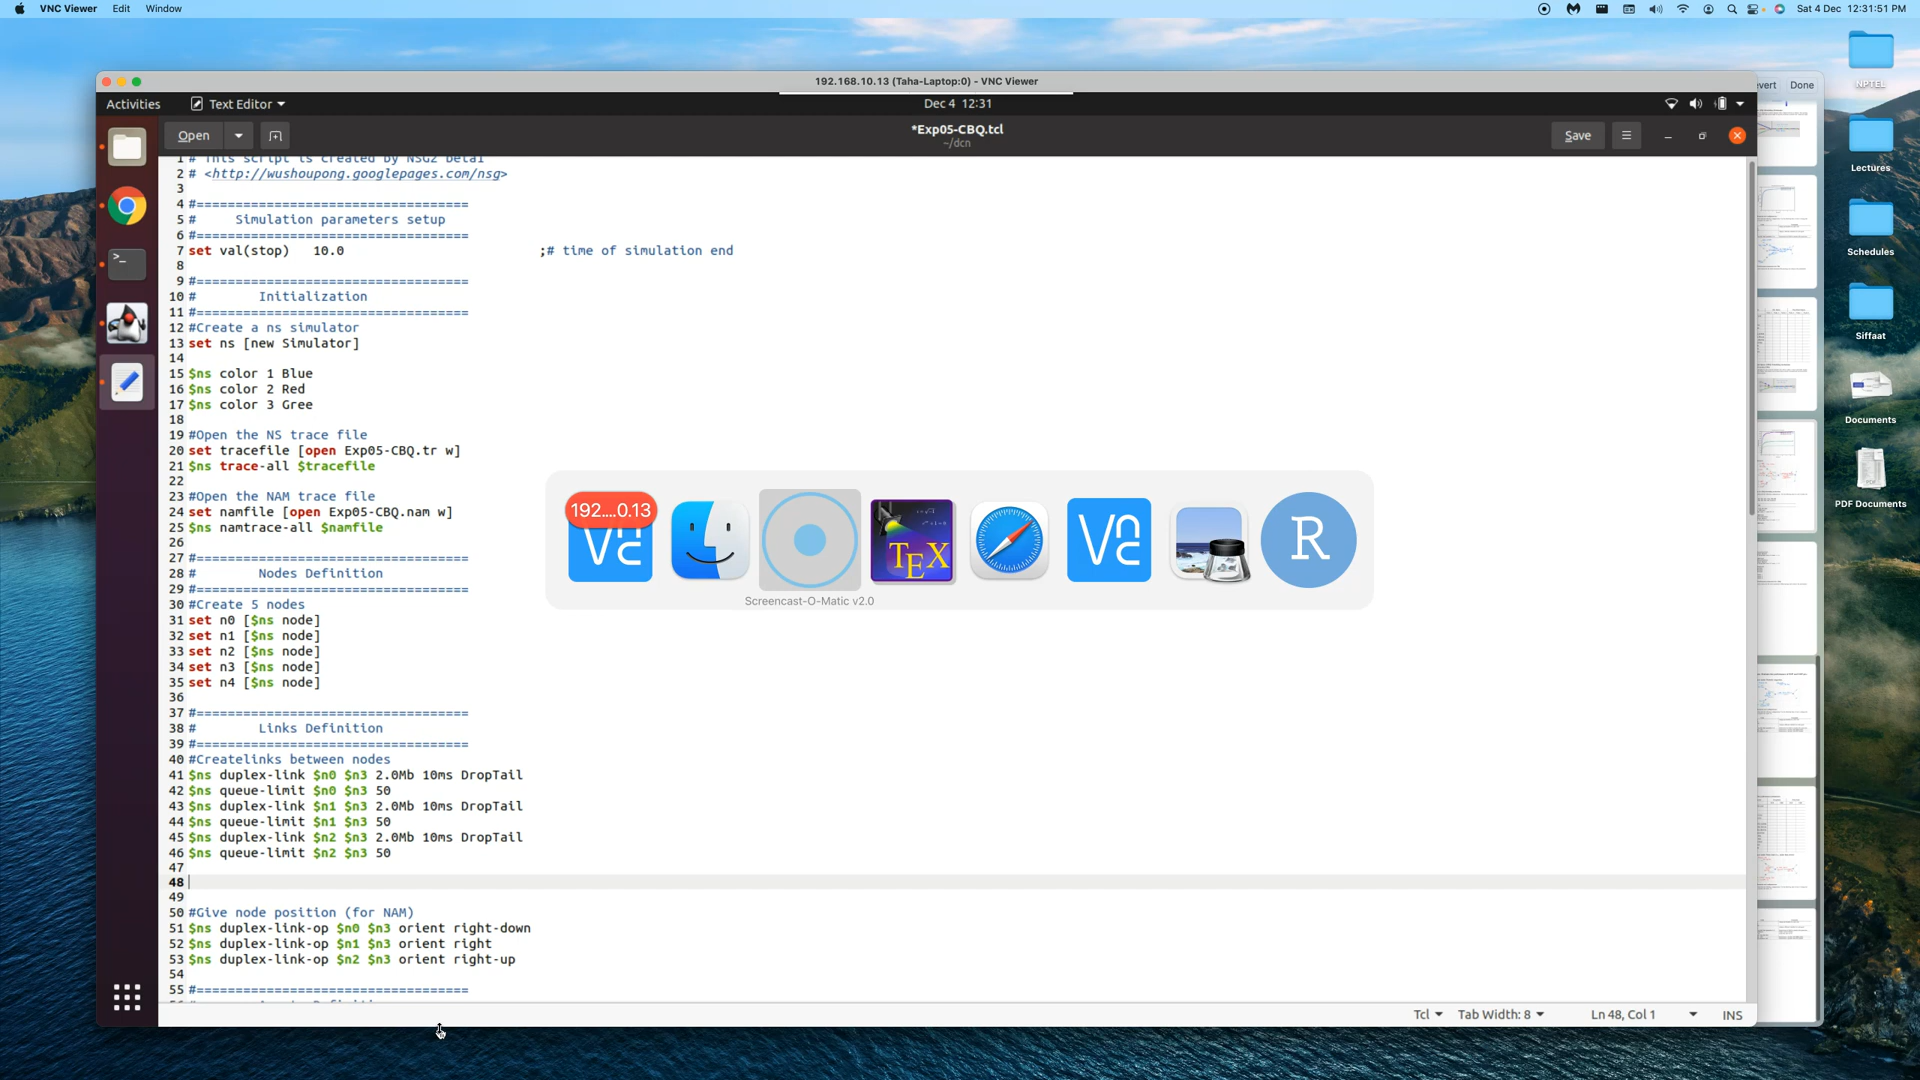 VNC Viewer Edit Window
Sat 4 Dec 12:31:51 PM
192.168.10.13 (Taha-Laptop:0) - VNC Viewer
Activities Text Editor Dec 4 12:31
Open *Exp05-CBQ.tcl Save
~/dcn
1 # This script is created by NSG2 beta1
2 # <http://wushoupong.googlepages.com/nsg>
3
4 #===================================
5 #     Simulation parameters setup
6 #===================================
7 set val(stop)   10.0                         ;# time of simulation end
8
9 #===================================
10 #        Initialization
11 #===================================
12 #Create a ns simulator
13 set ns [new Simulator]
14
15 $ns color 1 Blue
16 $ns color 2 Red
17 $ns color 3 Gree
18
19 #Open the NS trace file
20 set tracefile [open Exp05-CBQ.tr w]
21 $ns trace-all $tracefile
22
23 #Open the NAM trace file
24 set namfile [open Exp05-CBQ.nam w]
25 $ns namtrace-all $namfile
26
27 #===================================
28 #        Nodes Definition
29 #===================================
30 #Create 5 nodes
31 set n0 [$ns node]
32 set n1 [$ns node]
33 set n2 [$ns node]
34 set n3 [$ns node]
35 set n4 [$ns node]
36
37 #===================================
38 #        Links Definition
39 #===================================
40 #Createlinks between nodes
41 $ns duplex-link $n0 $n3 2.0Mb 10ms DropTail
42 $ns queue-limit $n0 $n3 50
43 $ns duplex-link $n1 $n3 2.0Mb 10ms DropTail
44 $ns queue-limit $n1 $n3 50
45 $ns duplex-link $n2 $n3 2.0Mb 10ms DropTail
46 $ns queue-limit $n2 $n3 50
47
48
49
50 #Give node position (for NAM)
51 $ns duplex-link-op $n0 $n3 orient right-down
52 $ns duplex-link-op $n1 $n3 orient right
53 $ns duplex-link-op $n2 $n3 orient right-up
54
55 #===================================
Tcl Tab Width: 8 Ln 48, Col 1 INS
192....0.13
VNC
TEX
VNC
R
Screencast-O-Matic v2.0
evert Done
NPTEL
Lectures
Schedules
Siffaat
Documents
PDF Documents